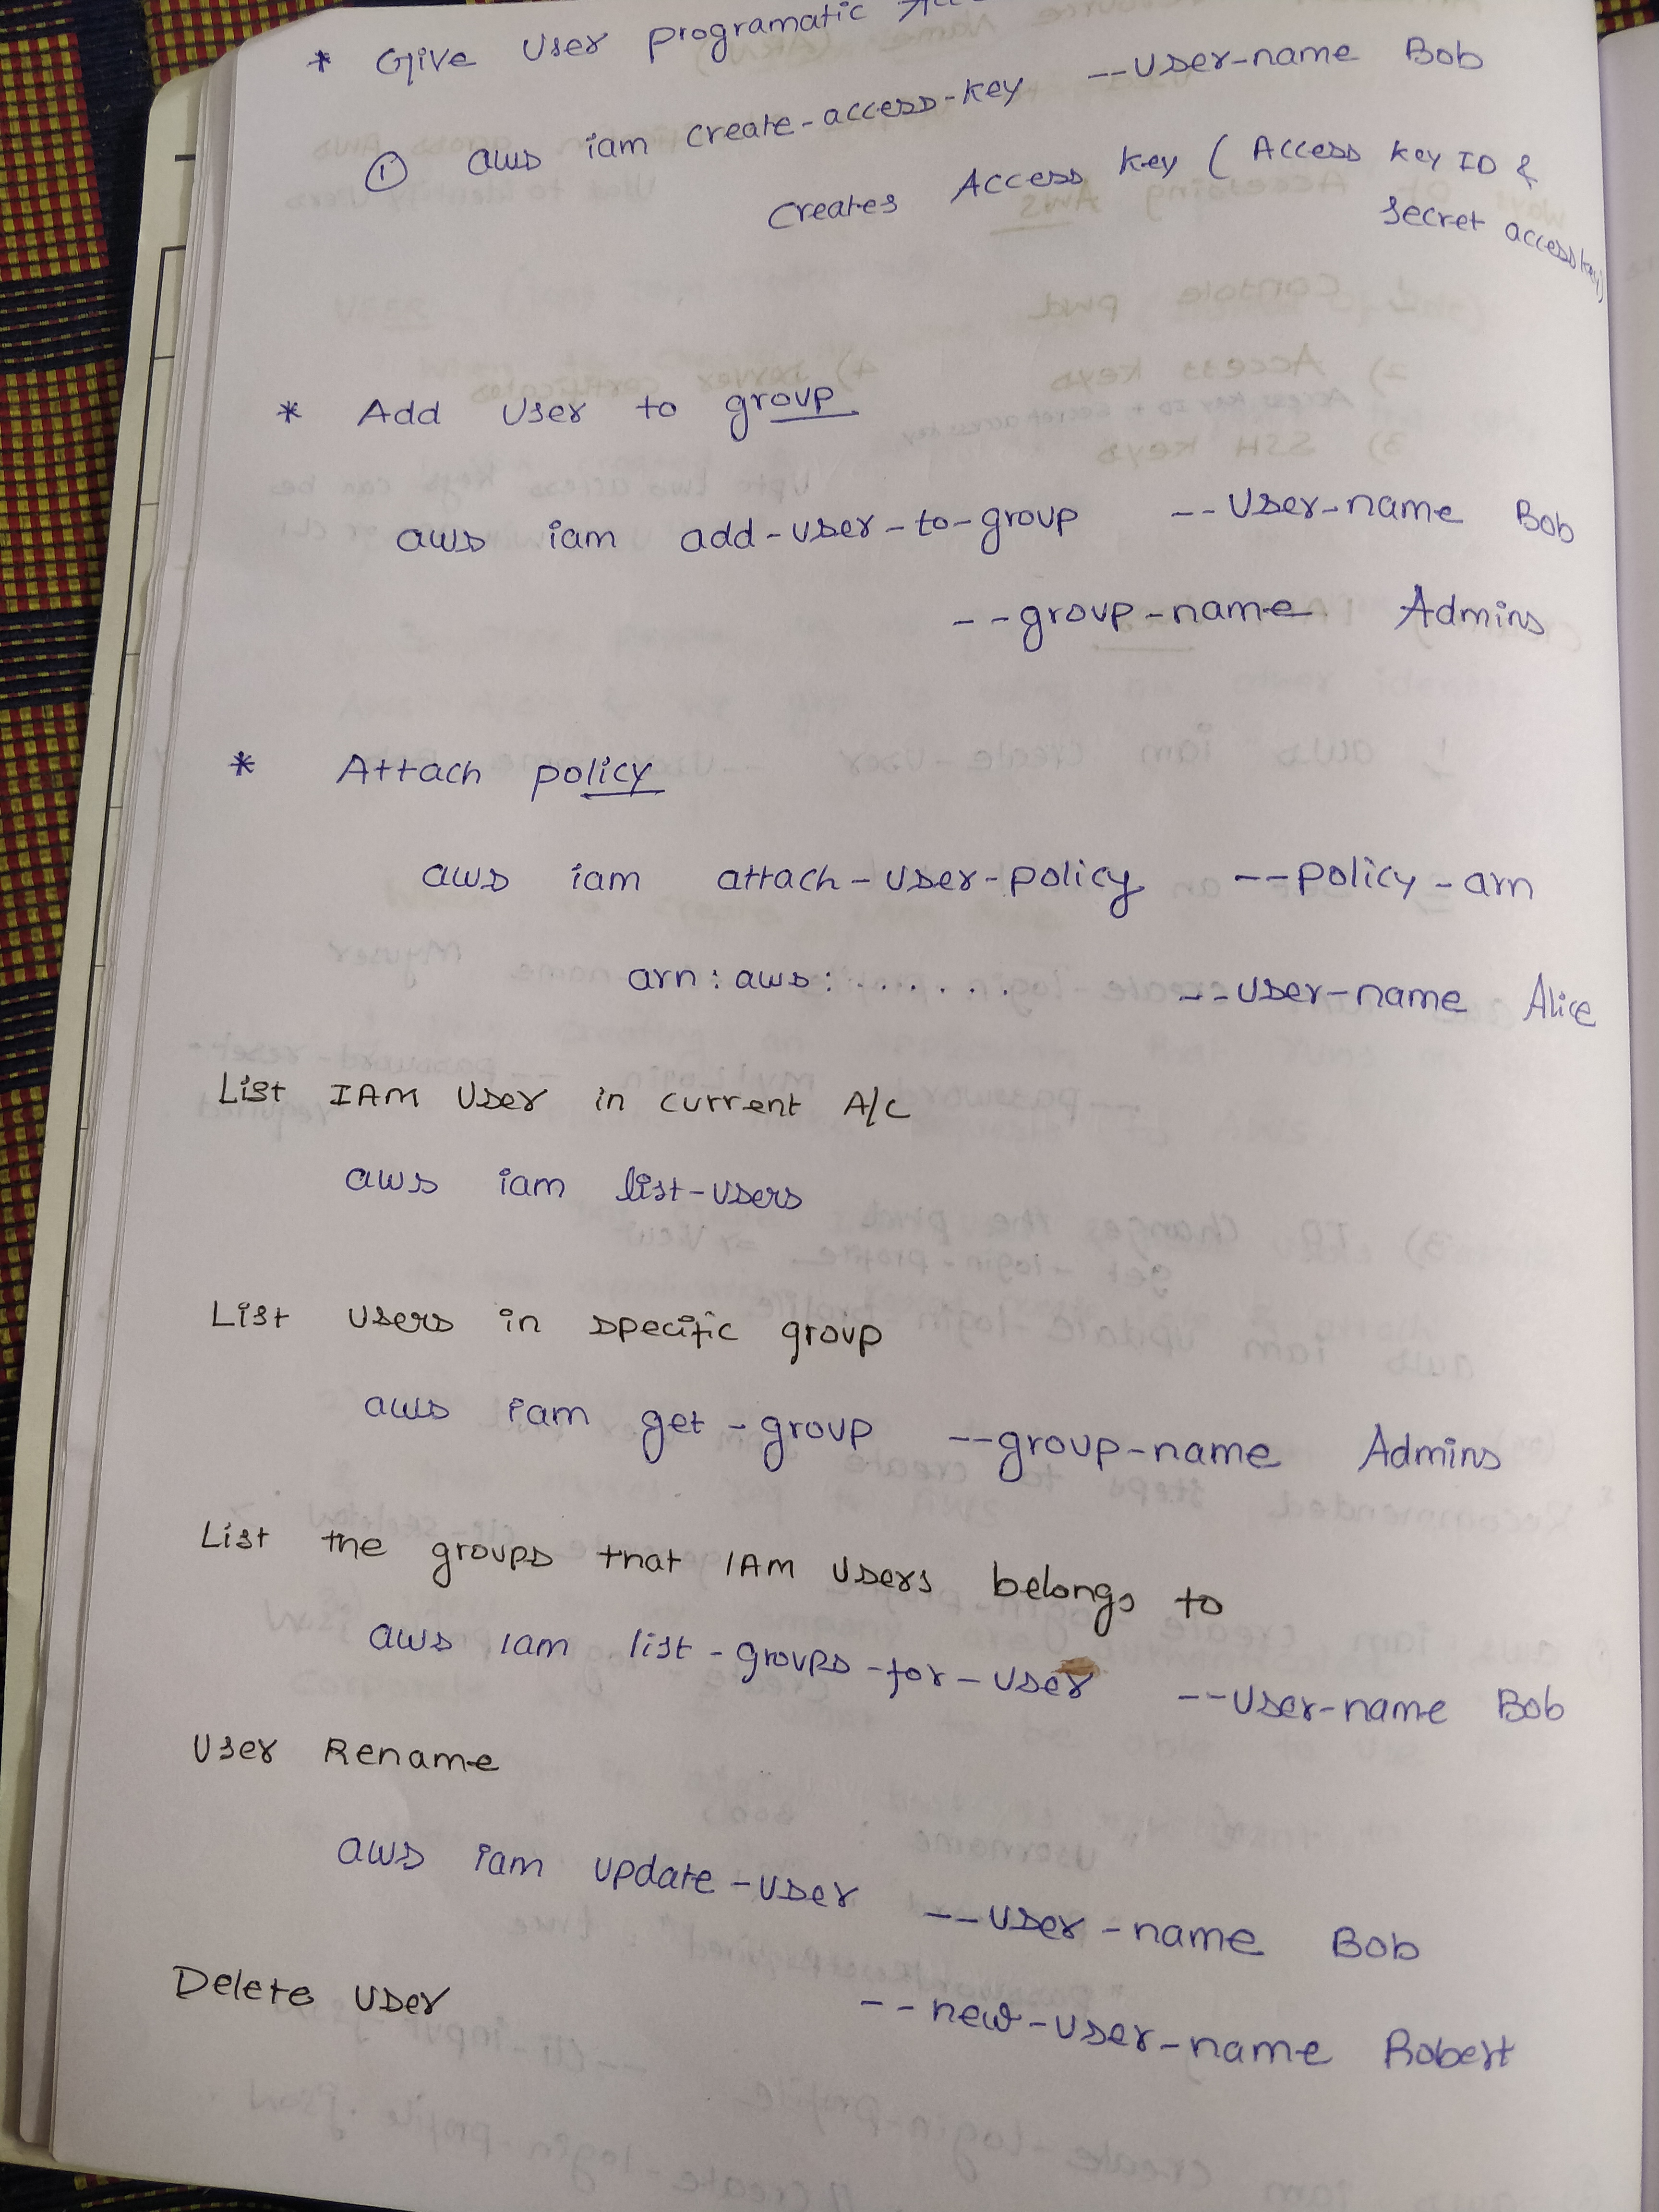 * Give User programatic
① aws iam create-access-key --user-name Bob
Creates Access key ( Access key ID &
Secret access key)
* Add User to group
aws iam add-user-to-group --User-name Bob
--group-name Admins
* Attach policy
aws iam attach-user-policy --policy-arn
arn:aws:....... --user-name Alice
List IAM User in current A/C
aws iam list-users
List users in specific group
aws iam get-group --group-name Admins
List the groups that IAM users belongs to
aws iam list-groups-for-user --user-name Bob
User Rename
aws iam update-user --user-name Bob
--new-user-name Robert
Delete User